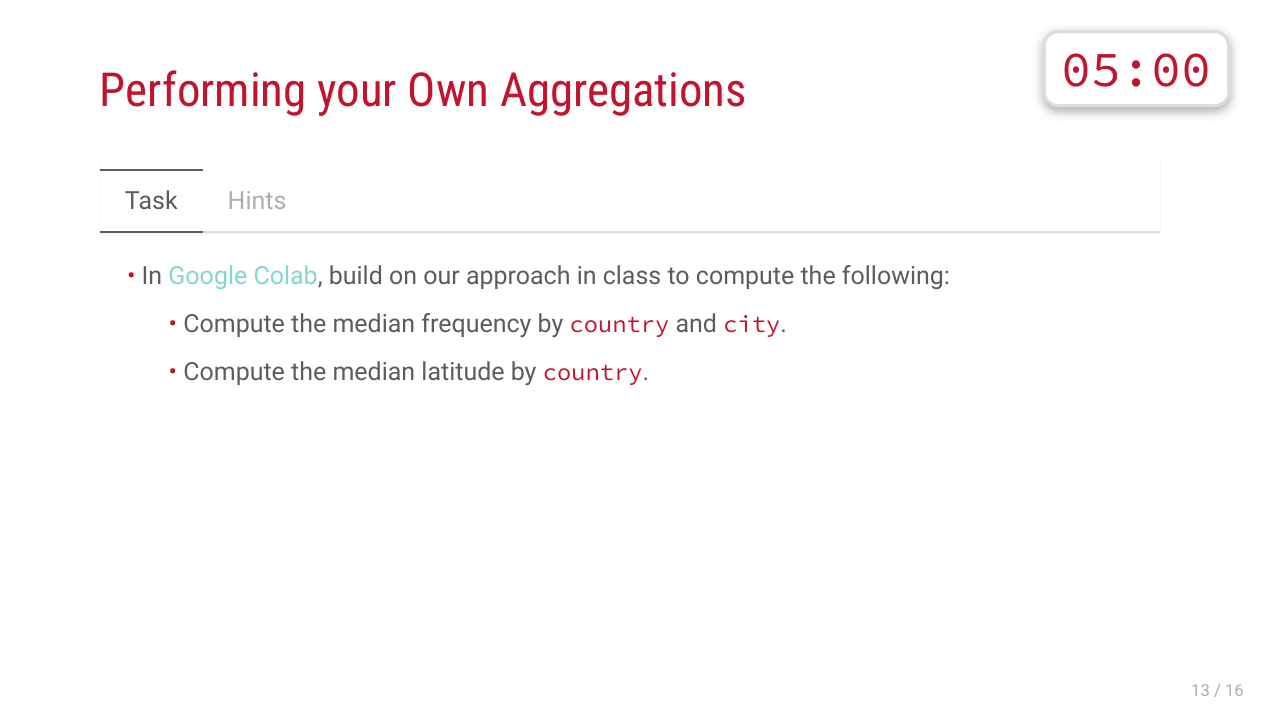 Performing your Own Aggregations
05:00
Task Hints
• In Google Colab, build on our approach in class to compute the following:
• Compute the median frequency by country and city.
• Compute the median latitude by country.
13 / 16